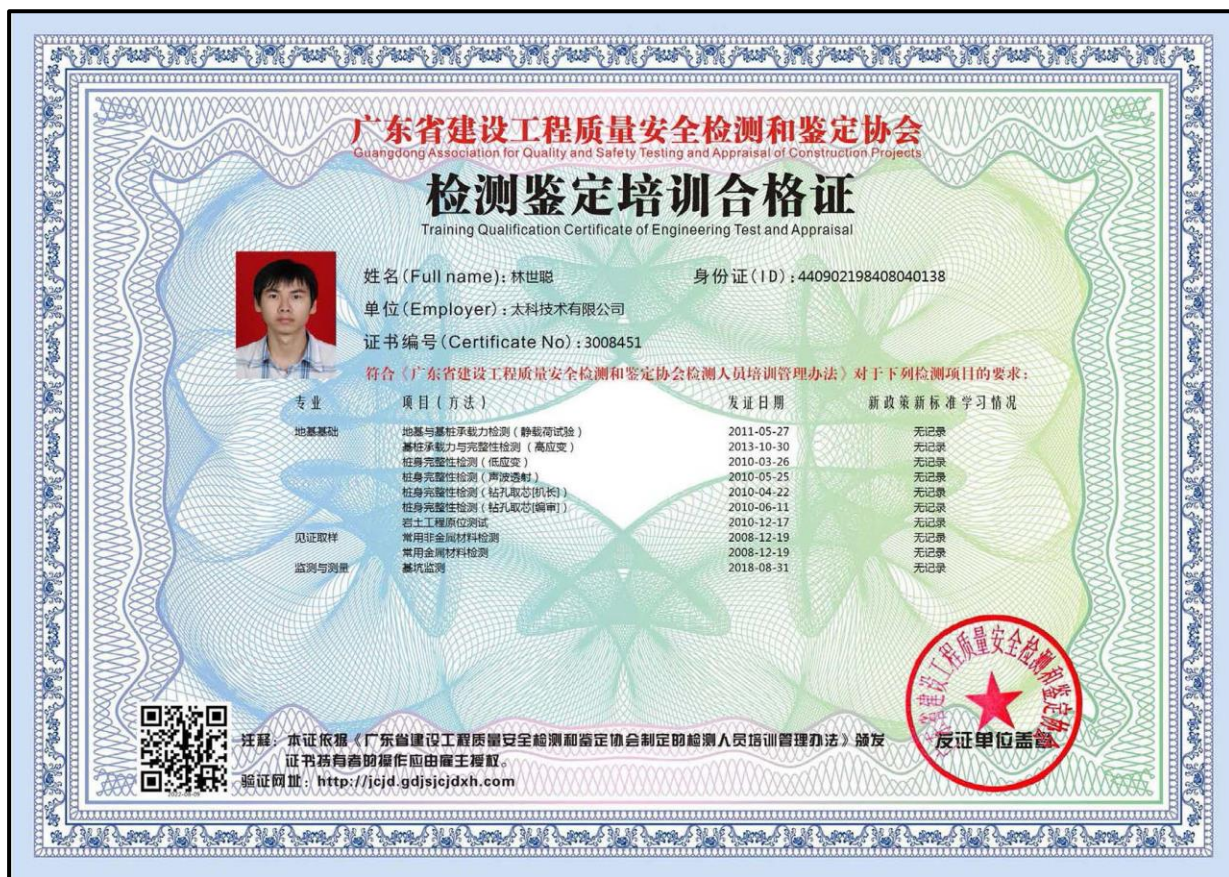 广东省建设工程质量安全检测和鉴定协会
Guangdong Association for Quality and Safety Testing and Appraisal of Construction Projects
检测鉴定培训合格证
Training Qualification Certificate of Engineering Test and Appraisal
姓名(Full name): 林世聪 身份证(ID): 440902198408040138
单位(Employer): 太科技术有限公司
证书编号(Certificate No): 3008451
符合《广东省建设工程质量安全检测和鉴定协会检测人员培训管理办法》对于下列检测项目的要求:
专业 项目(方法) 发证日期 新政策新标准学习情况
地基基础 地基与基桩承载力检测(静载荷试验) 2011-05-27 无记录
基桩承载力与完整性检测(高应变) 2013-10-30 无记录
桩身完整性检测(低应变) 2010-03-26 无记录
桩身完整性检测(声波透射) 2010-05-25 无记录
桩身完整性检测(钻孔取芯[机长]) 2010-04-22 无记录
桩身完整性检测(钻孔取芯[编审]) 2010-06-11 无记录
岩土工程原位测试 2010-12-17 无记录
见证取样 常用非金属材料检测 2008-12-19 无记录
常用金属材料检测 2008-12-19 无记录
监测与测量 基坑监测 2018-08-31 无记录
广东省建设工程质量安全检测和鉴定协会
发证单位盖章
注释: 本证依据《广东省建设工程质量安全检测和鉴定协会制定的检测人员培训管理办法》颁发
证书持有者的操作应由雇主授权。
验证网址: http://jcjd.gdjsjcjdxh.com